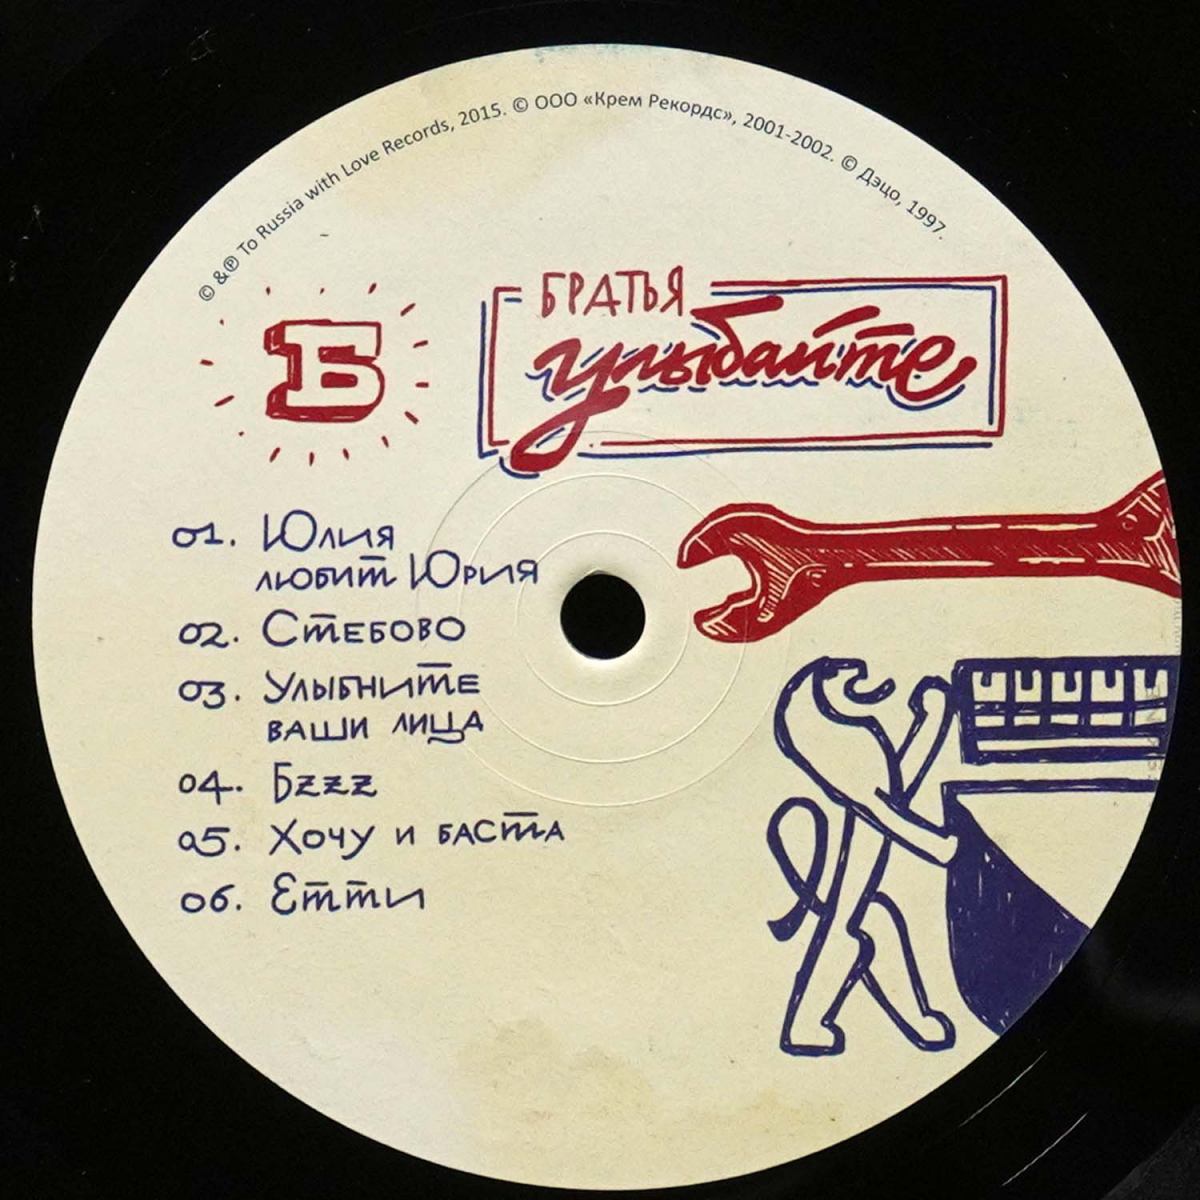 © & ℗ To Russia with Love Records, 2015. © ООО «Крем Рекордс», 2001-2002. © Дэцо, 1997.
Б
БРАТЬЯ
Улыбайте
01. Юлия
любит Юрия
02. Стебово
03. Улыбните
ваши лица
04. Бzzz
05. Хочу и баста
06. Етти